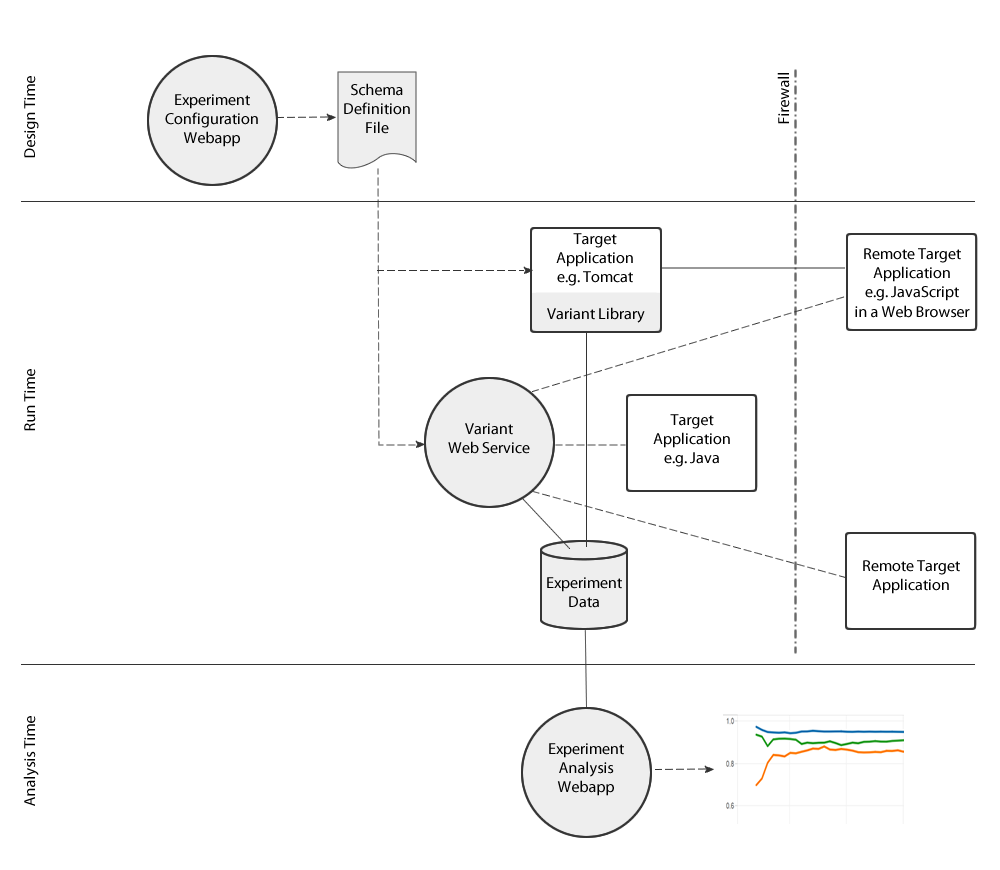 Design Time
Experiment
Configuration
Webapp
Schema
Definition
File
Firewall
Run Time
Target
Application
e.g. Tomcat
Variant Library
Remote Target
Application
e.g. JavaScript
in a Web Browser
Variant
Web Service
Target
Application
e.g. Java
Experiment
Data
Remote Target
Application
Analysis Time
Experiment
Analysis
Webapp
1.0
0.8
0.6